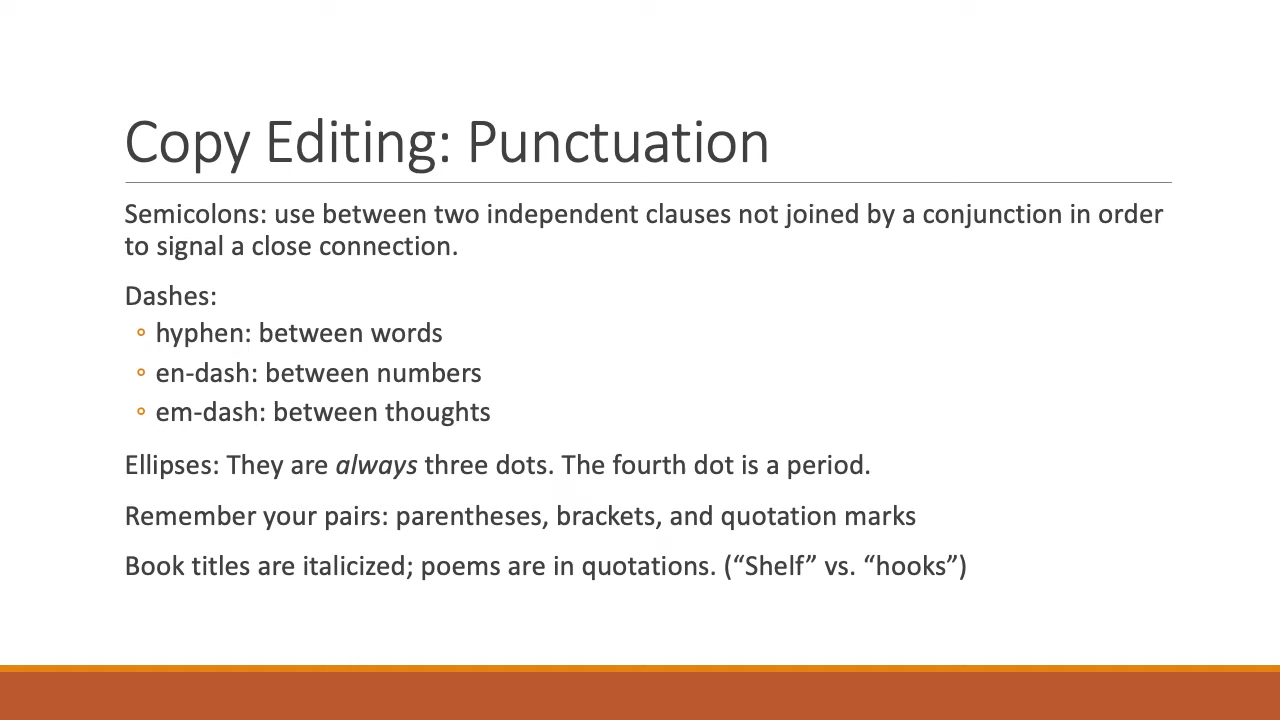 Copy Editing: Punctuation
Semicolons: use between two independent clauses not joined by a conjunction in order
to signal a close connection.
Dashes:
hyphen: between words
en-dash: between numbers
em-dash: between thoughts
Ellipses: They are always three dots. The fourth dot is a period.
Remember your pairs: parentheses, brackets, and quotation marks
Book titles are italicized; poems are in quotations. (“Shelf” vs. “hooks”)